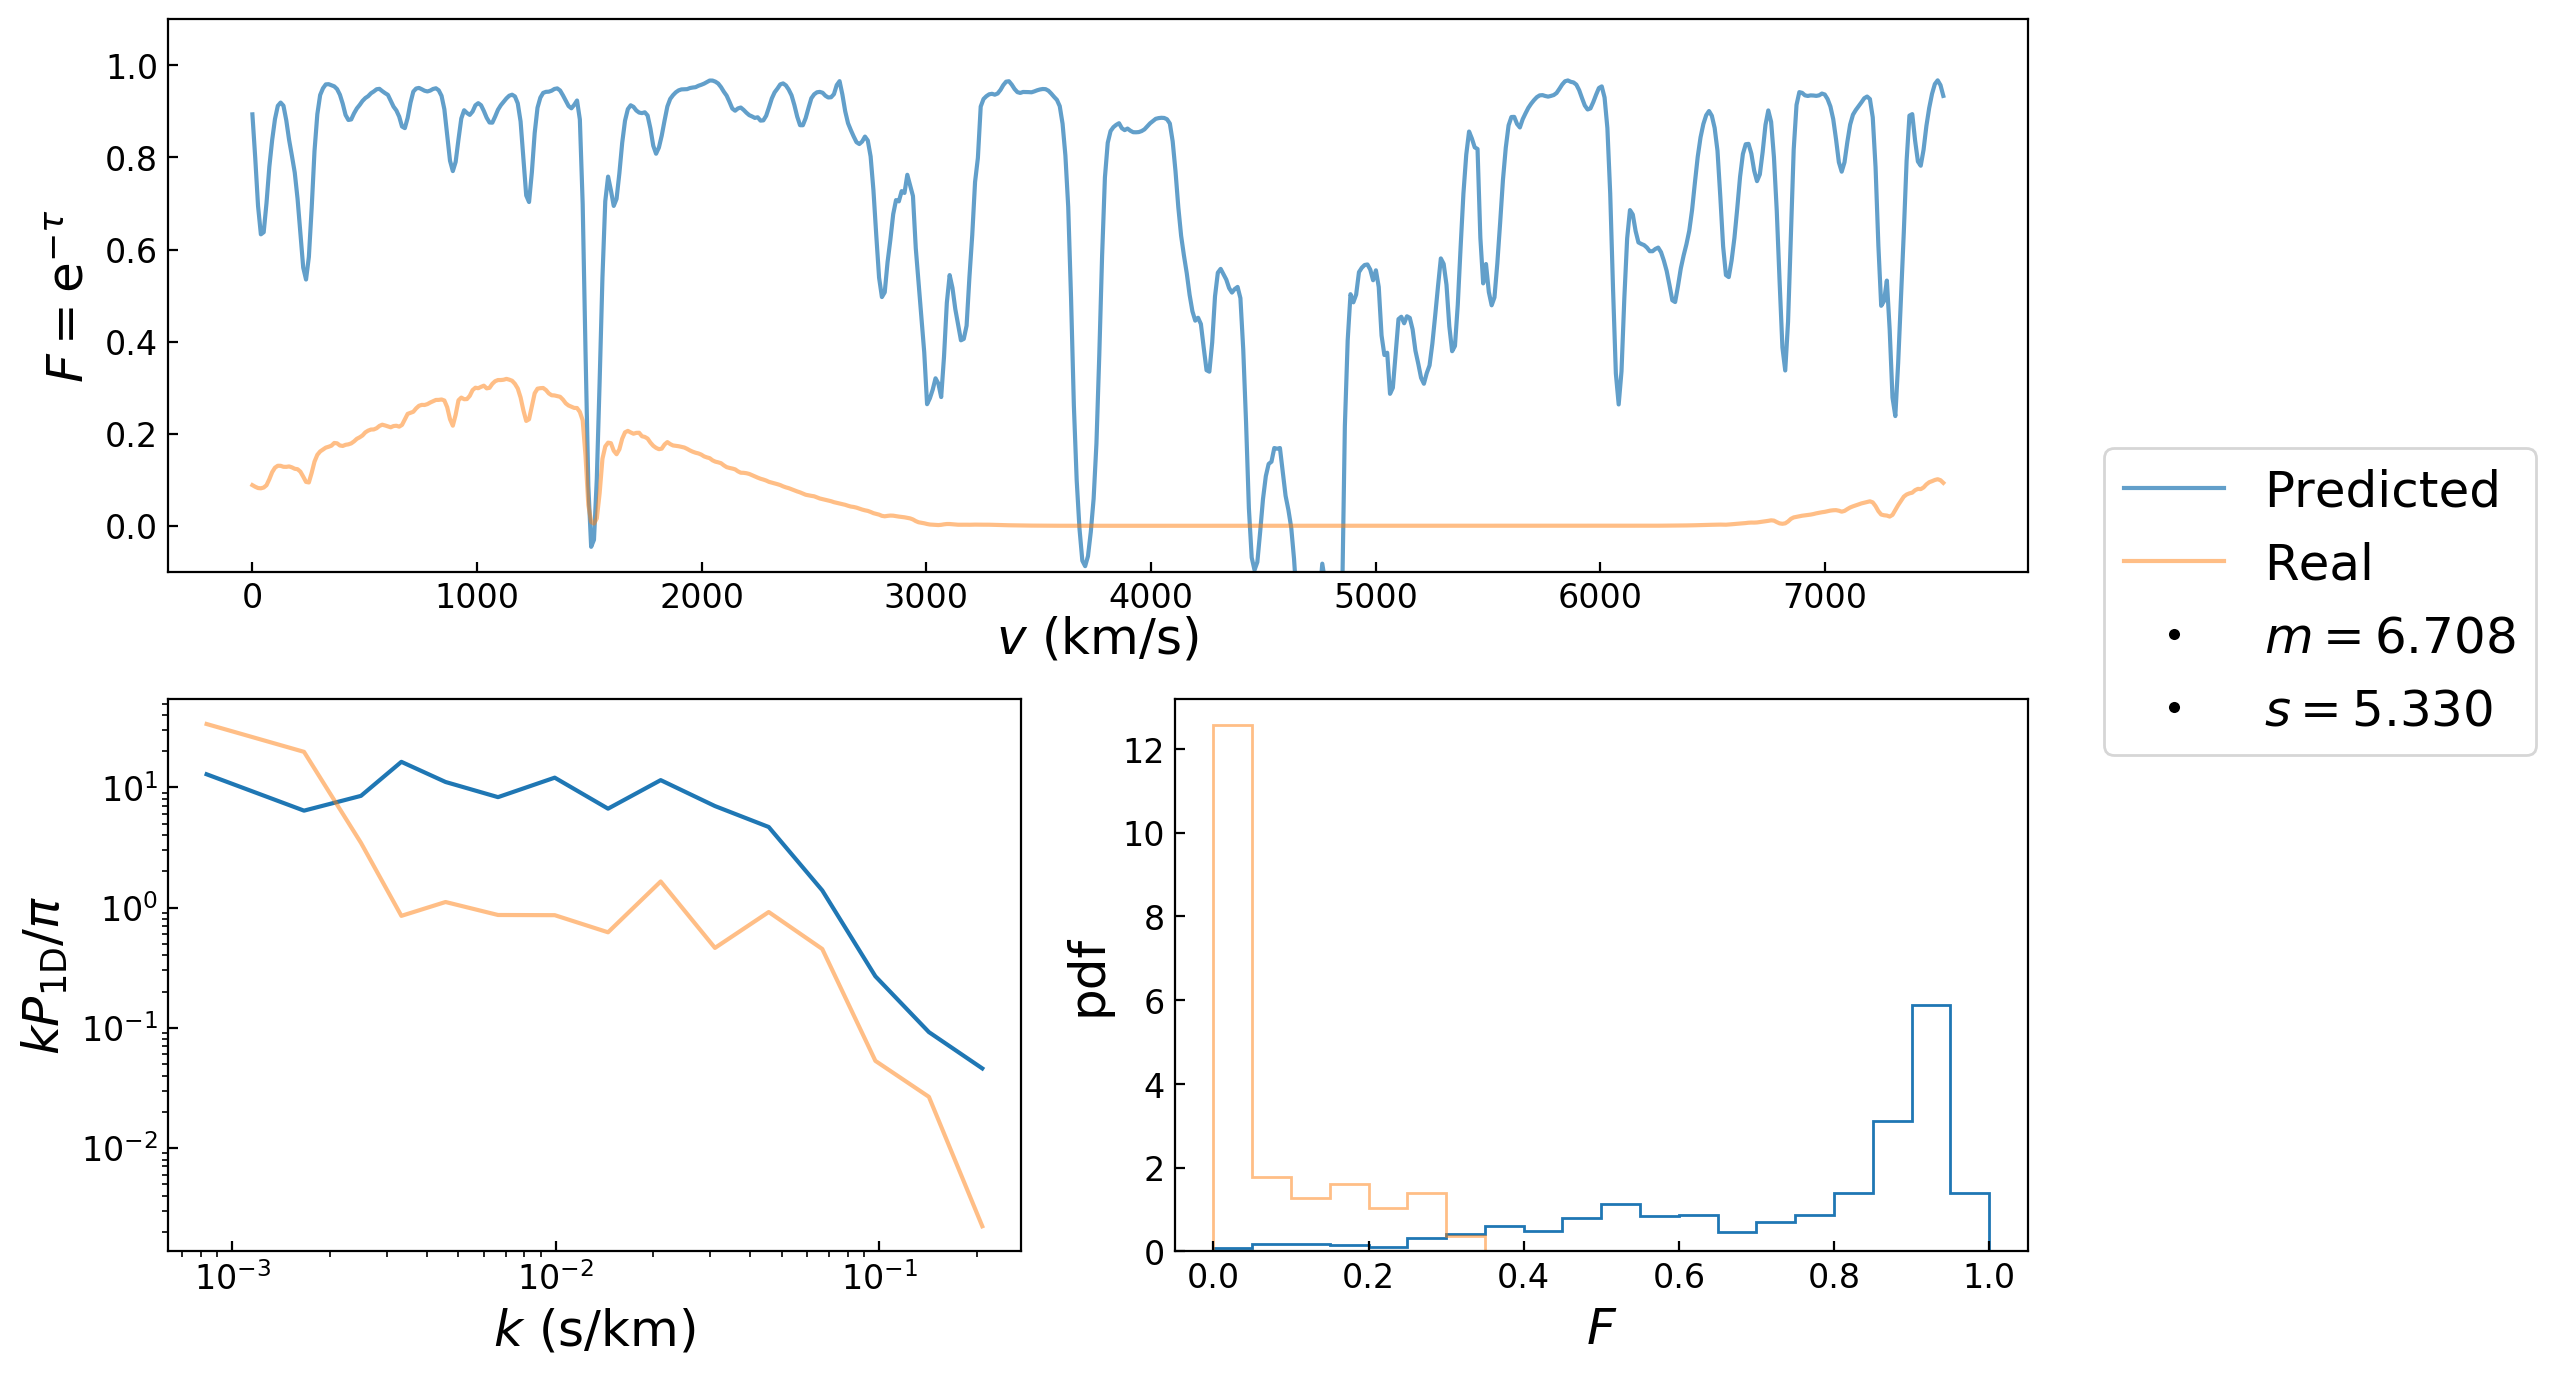 F = e^{−τ}
1.0
0.8
0.6
0.4
0.2
0.0
0 1000 2000 3000 4000 5000 6000 7000
v (km/s)
Predicted
Real
m = 6.708
s = 5.330
kP_{1D}/π
10^1
10^0
10^{−1}
10^{−2}
10^{−3} 10^{−2} 10^{−1}
k (s/km)
pdf
12
10
8
6
4
2
0
0.0 0.2 0.4 0.6 0.8 1.0
F